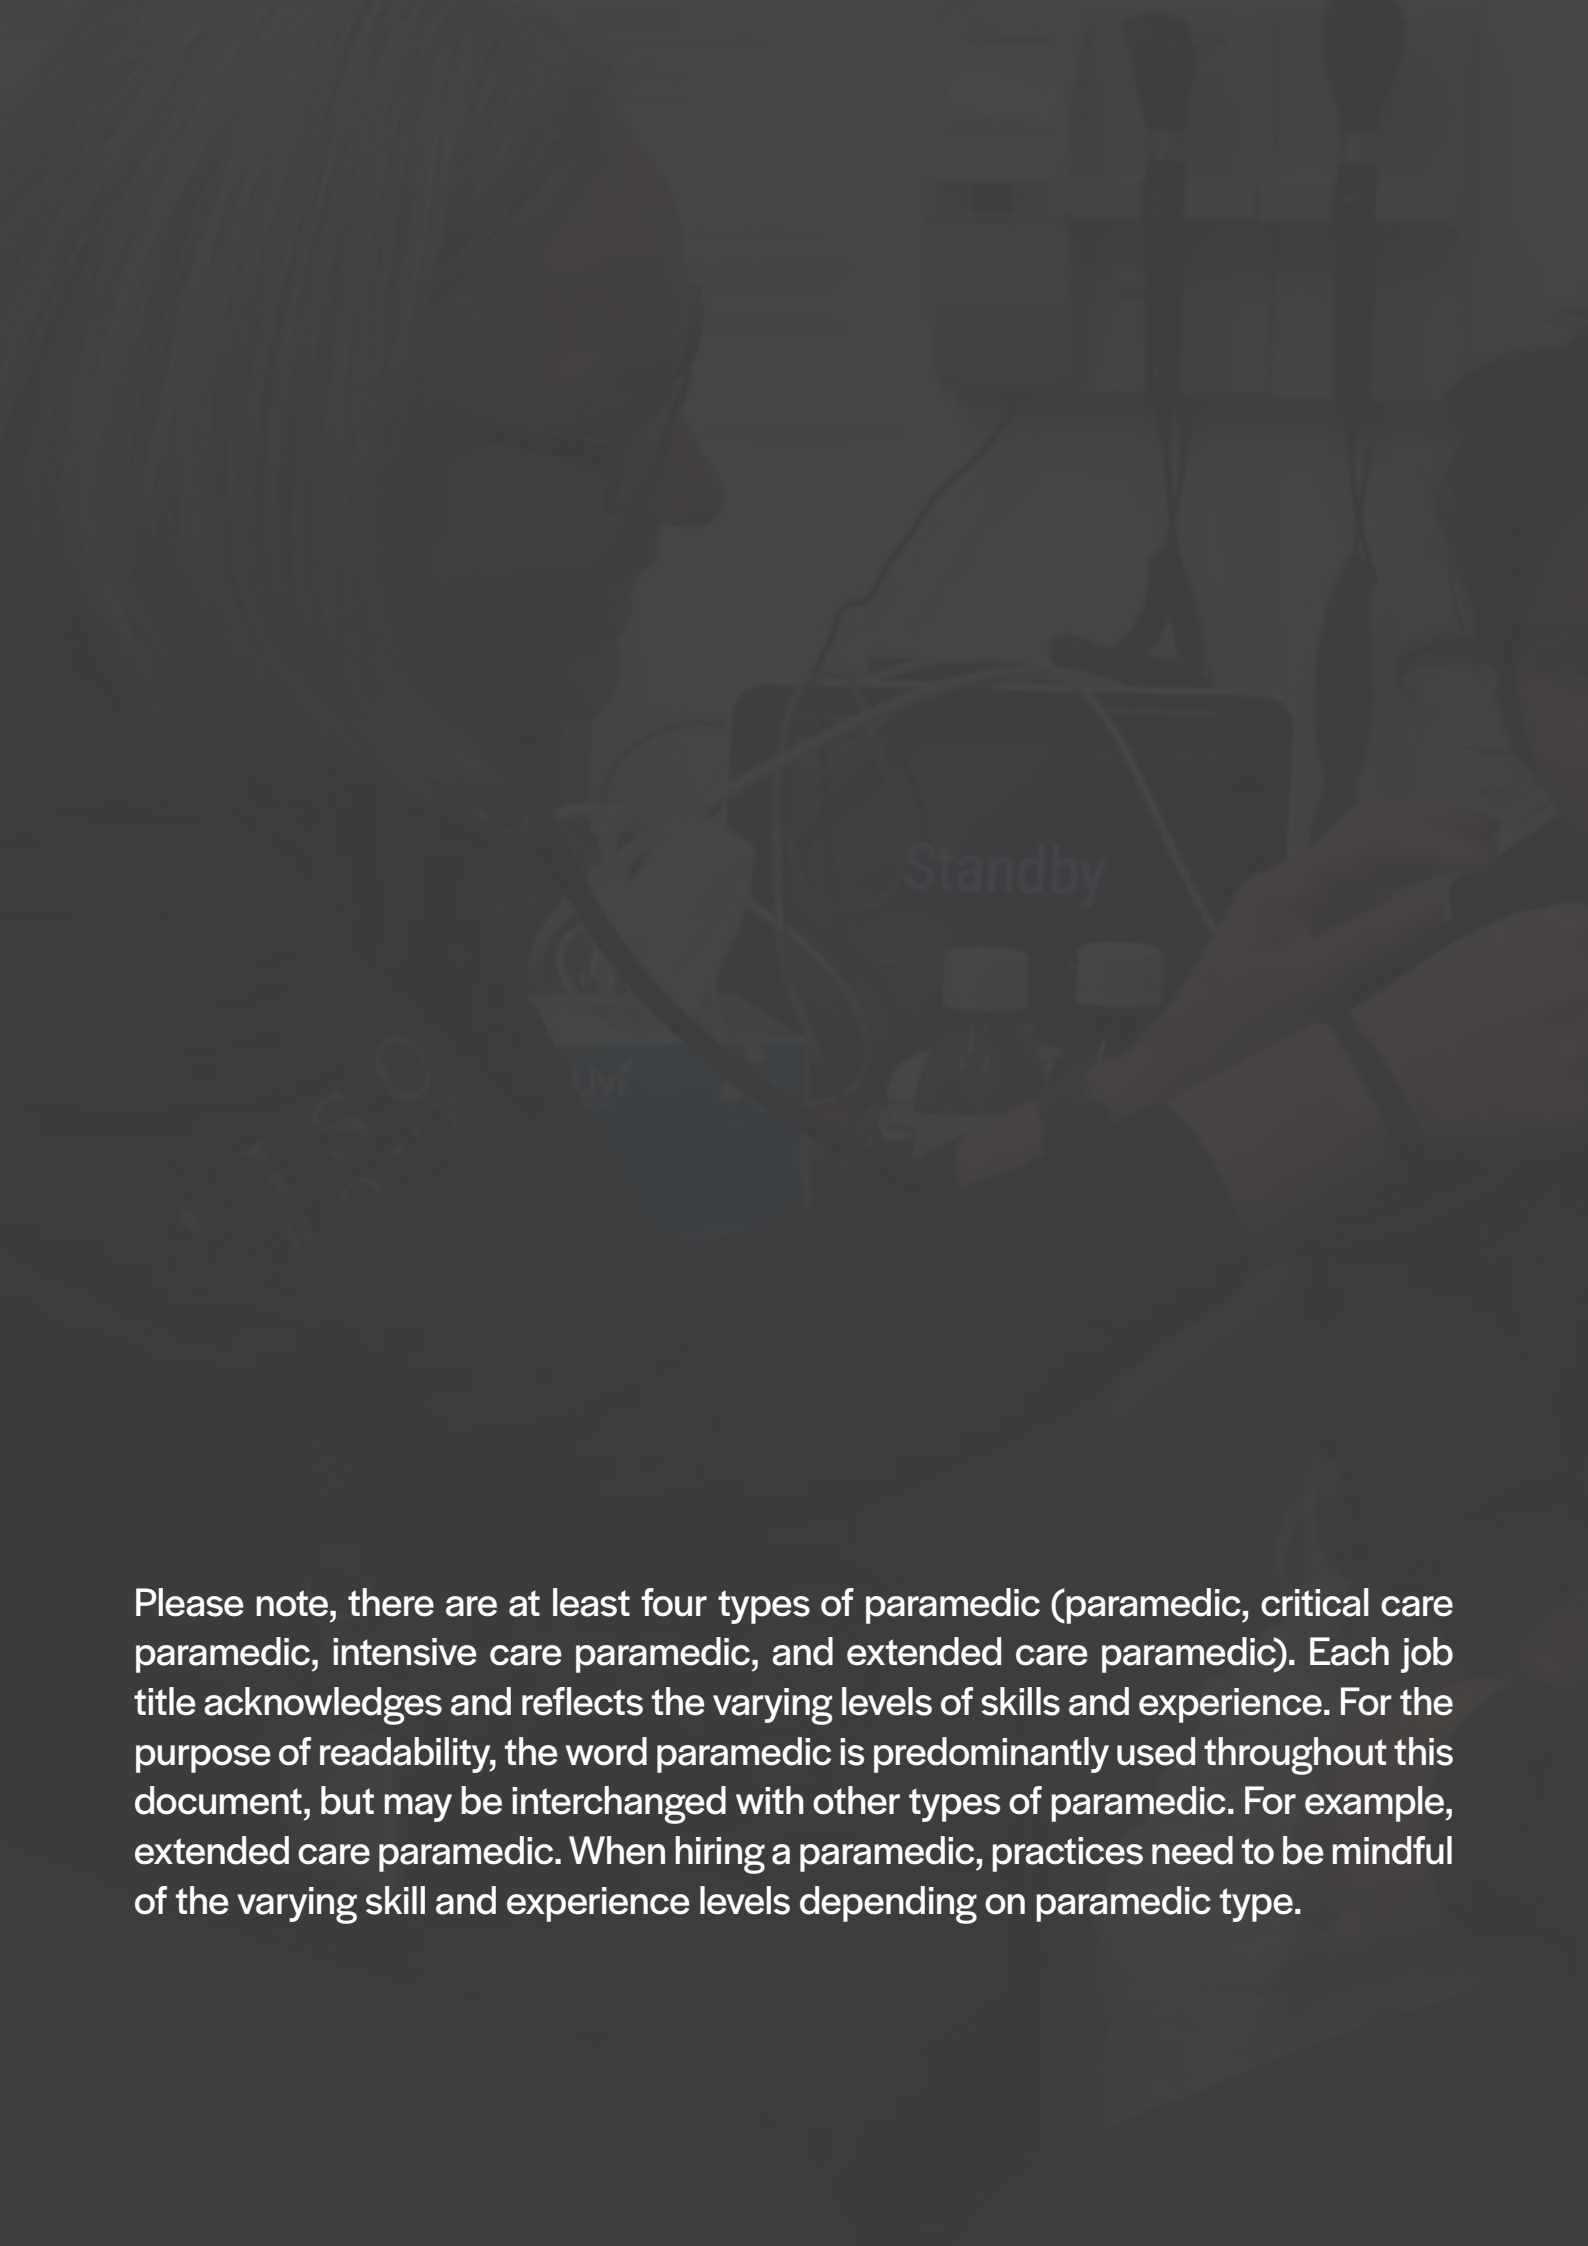 Standby
Livi
H I S O
G R O U P
Please note, there are at least four types of paramedic (paramedic, critical care
paramedic, intensive care paramedic, and extended care paramedic). Each job
title acknowledges and reflects the varying levels of skills and experience. For the
purpose of readability, the word paramedic is predominantly used throughout this
document, but may be interchanged with other types of paramedic. For example,
extended care paramedic. When hiring a paramedic, practices need to be mindful
of the varying skill and experience levels depending on paramedic type.